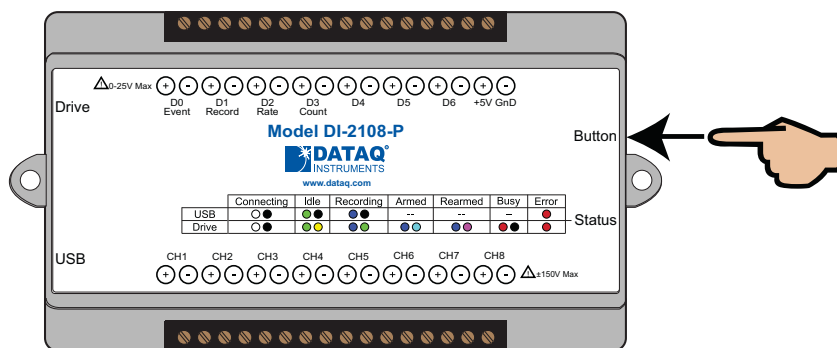 0-25V Max + - + - + - + - + - + - + - + -
D0 D1 D2 D3 D4 D5 D6 +5V GnD
Event Record Rate Count
Drive
Model DI-2108-P
Button
DATAQ®
INSTRUMENTS
www.dataq.com
Connecting Idle Recording Armed Rearmed Busy Error
USB -- -- –
Drive
Status
USB
CH1 CH2 CH3 CH4 CH5 CH6 CH7 CH8
+ - + - + - + - + - + - + - + - ±150V Max